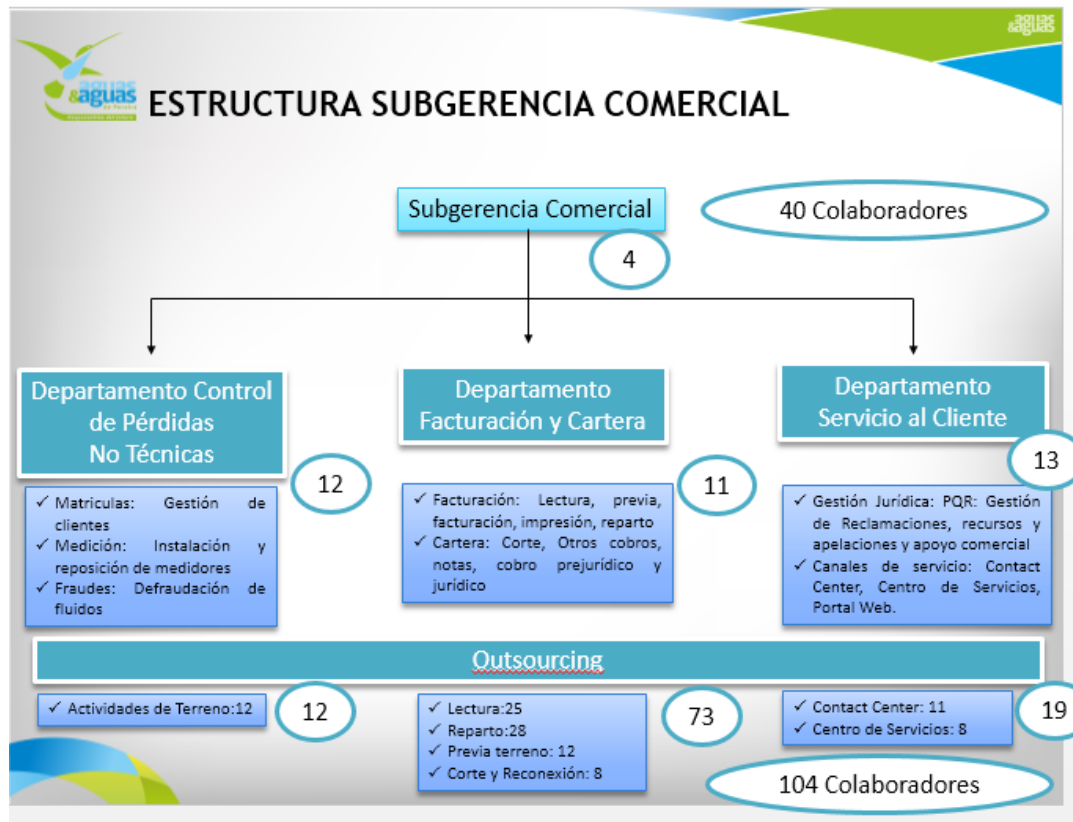 &aguas
aguas
&aguas
de Pereira
ESTRUCTURA SUBGERENCIA COMERCIAL
Subgerencia Comercial
40 Colaboradores
4
Departamento Control
de Pérdidas
No Técnicas
12
✓ Matriculas: Gestión de
clientes
✓ Medición: Instalación y
reposición de medidores
✓ Fraudes: Defraudación de
fluidos
Departamento
Facturación y Cartera
11
✓ Facturación: Lectura, previa,
facturación, impresión, reparto
✓ Cartera: Corte, Otros cobros,
notas, cobro prejurídico y
jurídico
Departamento
Servicio al Cliente
13
✓ Gestión Jurídica: PQR: Gestión
de Reclamaciones, recursos y
apelaciones y apoyo comercial
✓ Canales de servicio: Contact
Center, Centro de Servicios,
Portal Web.
Outsourcing
✓ Actividades de Terreno:12
12
✓ Lectura:25
✓ Reparto:28
✓ Previa terreno: 12
✓ Corte y Reconexión: 8
73
✓ Contact Center: 11
✓ Centro de Servicios: 8
19
104 Colaboradores